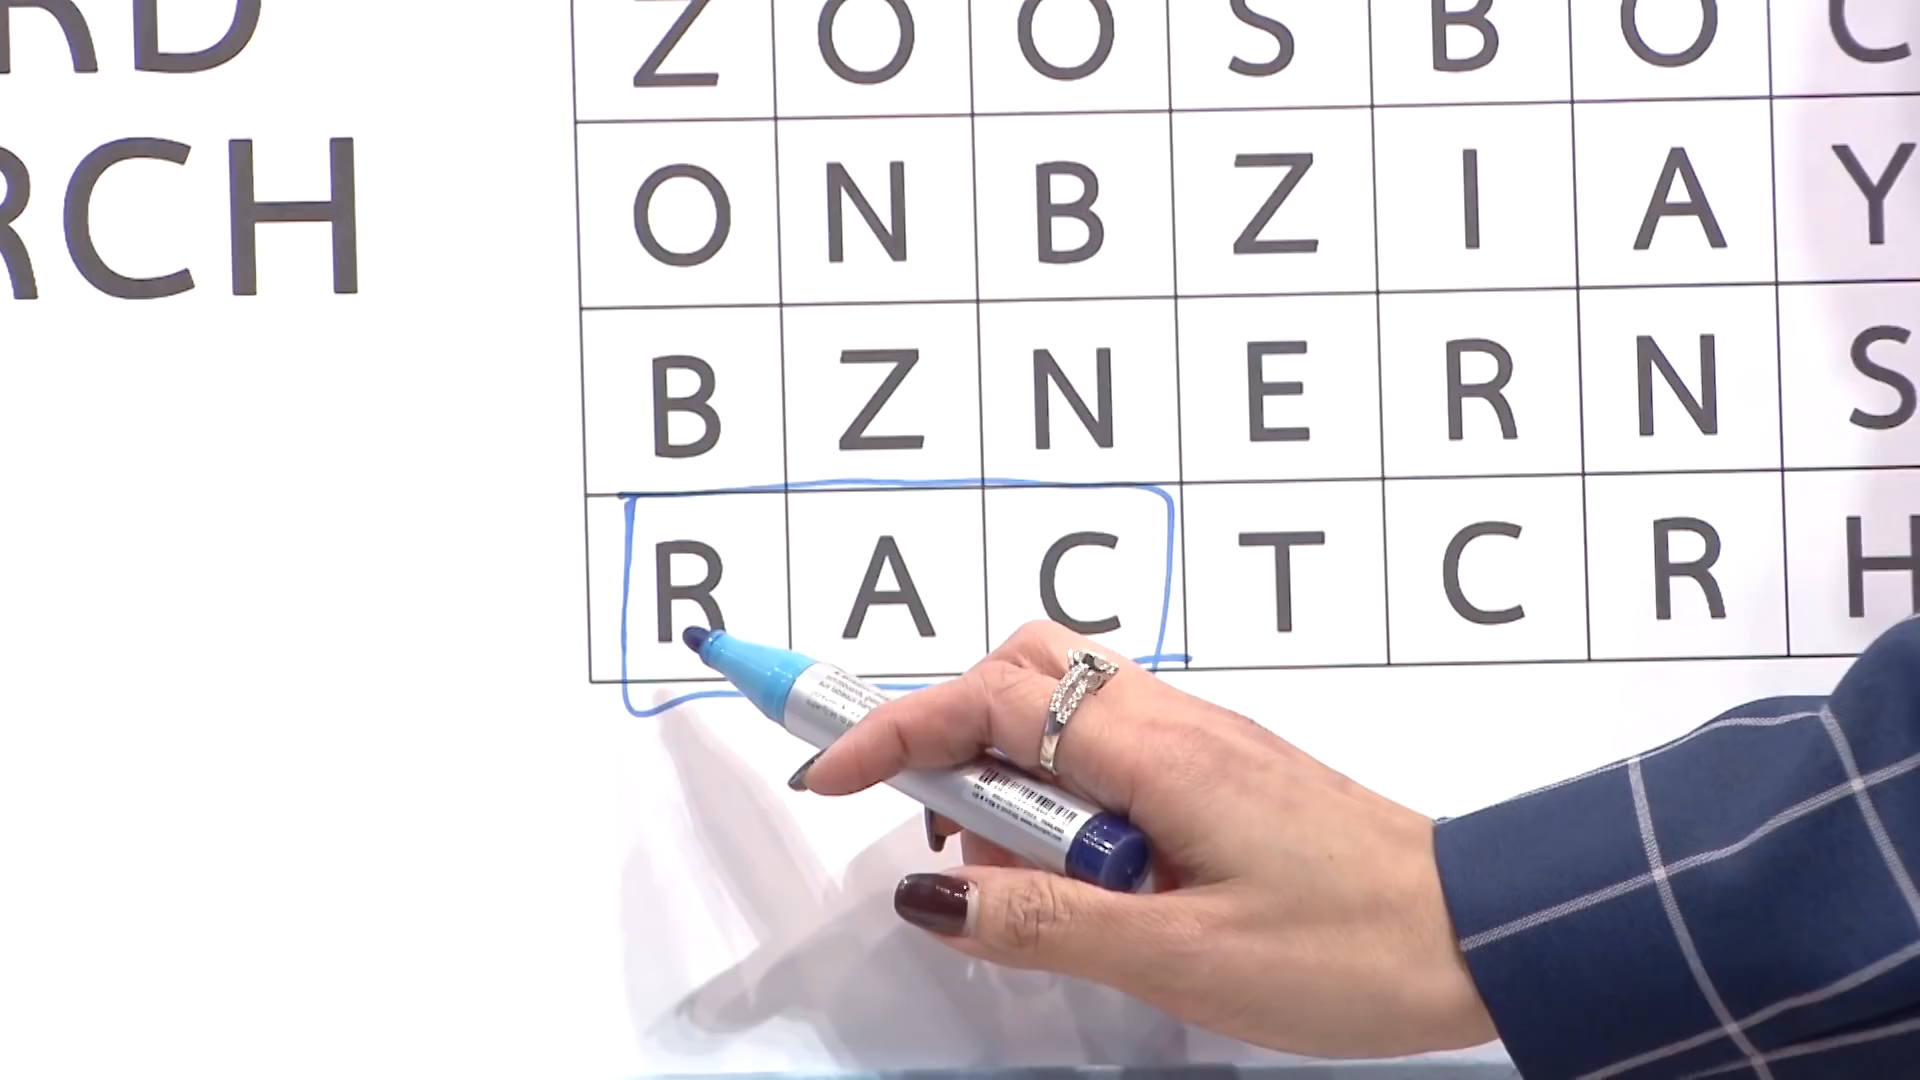 RD
RCH
Z O O S B O C
O N B Z I A Y
B Z N E R N S
R A C T C R H